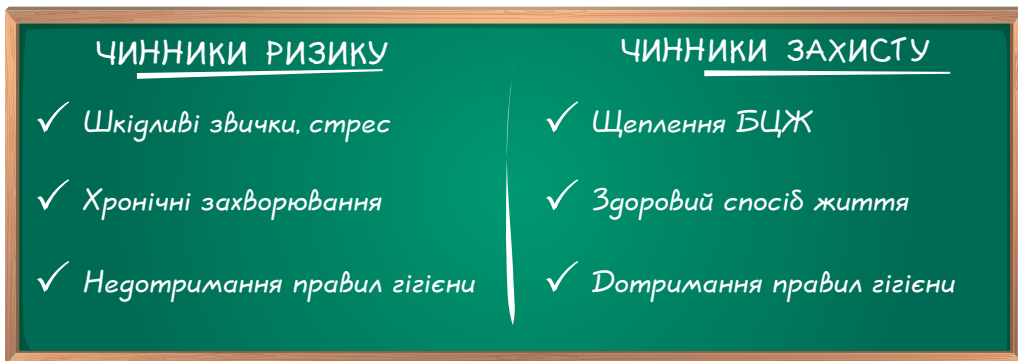 ЧИННИКИ РИЗИКУ
Шкідливі звички, стрес
Хронічні захворювання
Недотримання правил гігієни
ЧИННИКИ ЗАХИСТУ
Щеплення БЦЖ
Здоровий спосіб життя
Дотримання правил гігієни